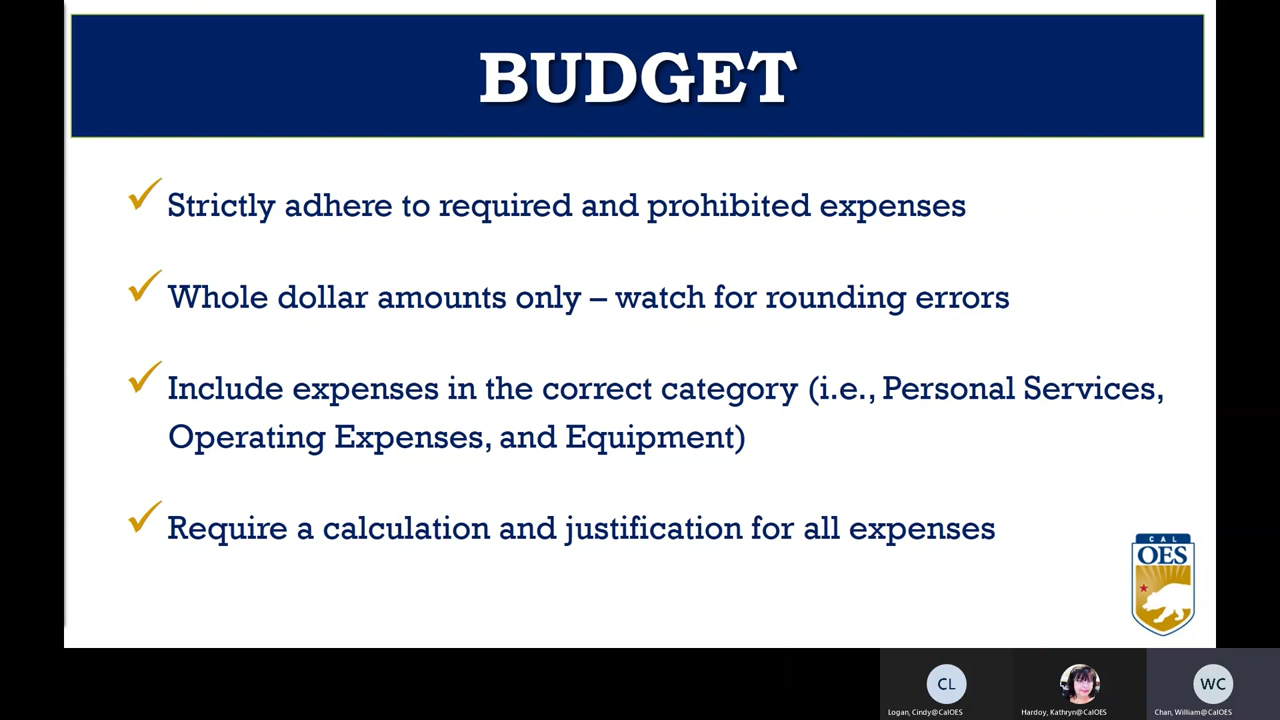 BUDGET
Strictly adhere to required and prohibited expenses
Whole dollar amounts only – watch for rounding errors
Include expenses in the correct category (i.e., Personal Services,
Operating Expenses, and Equipment)
Require a calculation and justification for all expenses
CAL
OES
CL
WC
Logan, Cindy@CalOES
Hardoy, Kathryn@CalOES
Chan, William@CalOES